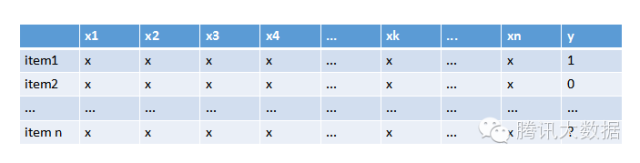 x1 x2 x3 x4 ... xk ... xn y
item1 x x x x ... x ... x 1
item2 x x x x ... x ... x 0
... ... ... ... ... ... ... ... ... ...
item n x x x x ... x ... x ?
腾讯大数据